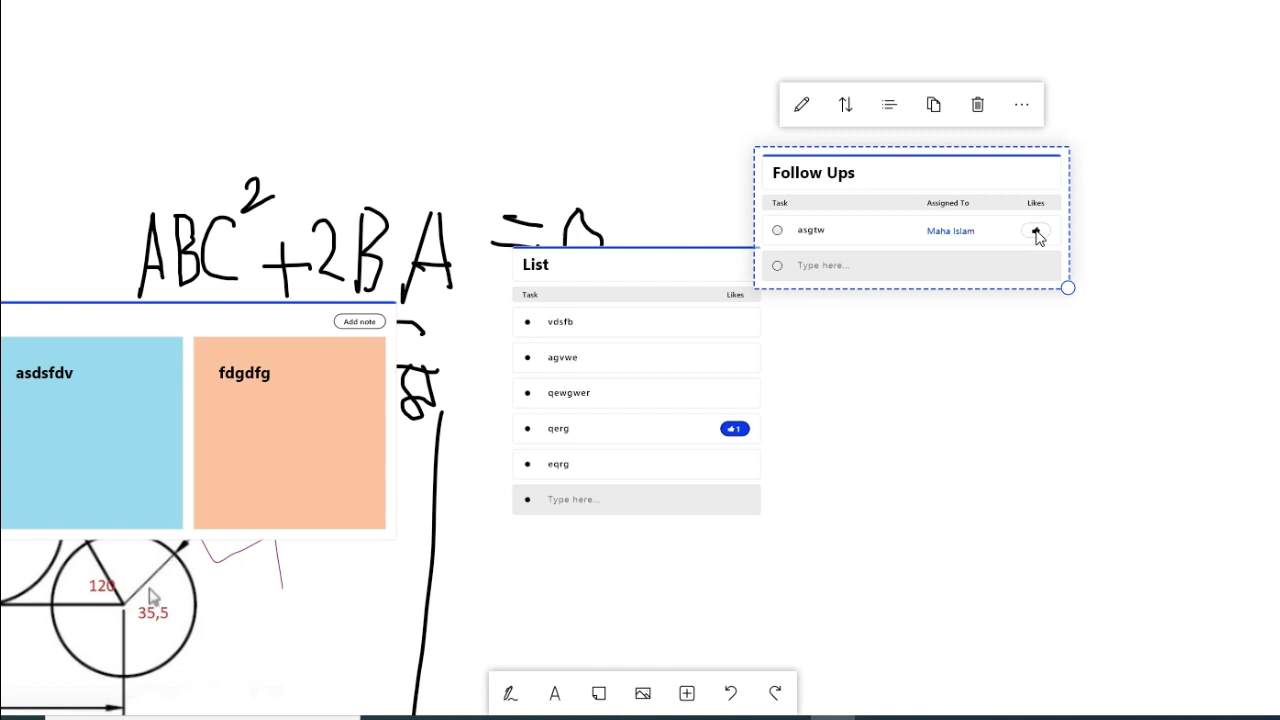 ABC² + 2BA =
Follow Ups
Task Assigned To Likes
asgtw Maha Islam
Type here...
List
Task Likes
vdsfb
agvwe
qewgwer
qerg 1
eqrg
Type here...
Add note
asdsfdv fdgdfg
120
35,5
A